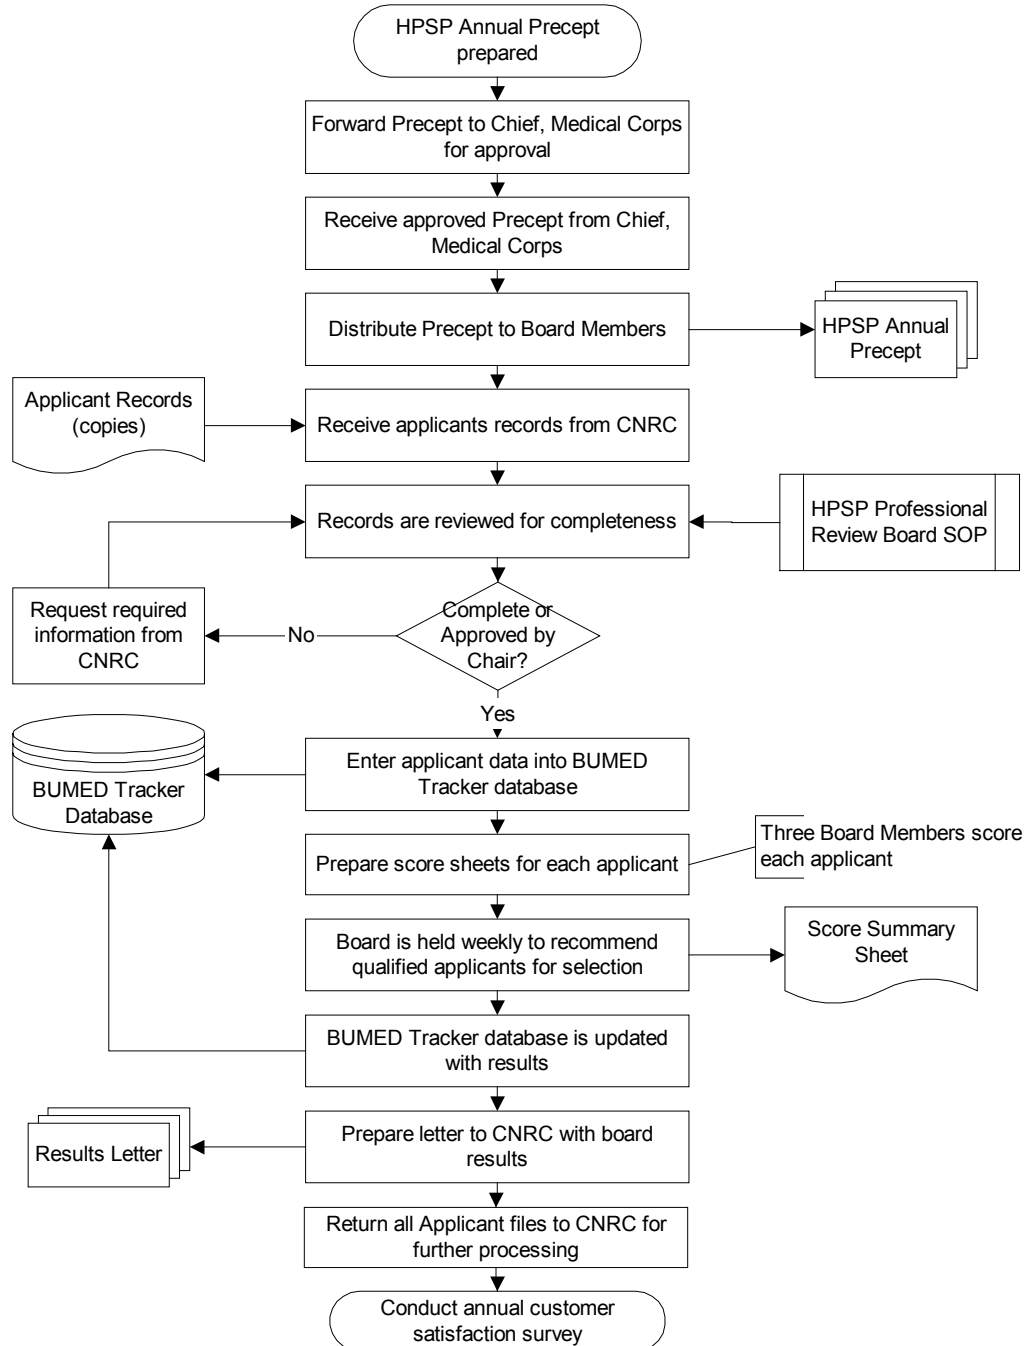 HPSP Annual Precept
prepared
Forward Precept to Chief, Medical Corps
for approval
Receive approved Precept from Chief,
Medical Corps
Distribute Precept to Board Members
HPSP Annual
Precept
Applicant Records
(copies)
Receive applicants records from CNRC
Records are reviewed for completeness
HPSP Professional
Review Board SOP
Request required
information from
CNRC
No
Complete or
Approved by
Chair?
Yes
BUMED Tracker
Database
Enter applicant data into BUMED
Tracker database
Prepare score sheets for each applicant
Three Board Members score
each applicant
Board is held weekly to recommend
qualified applicants for selection
Score Summary
Sheet
BUMED Tracker database is updated
with results
Results Letter
Prepare letter to CNRC with board
results
Return all Applicant files to CNRC for
further processing
Conduct annual customer
satisfaction survey